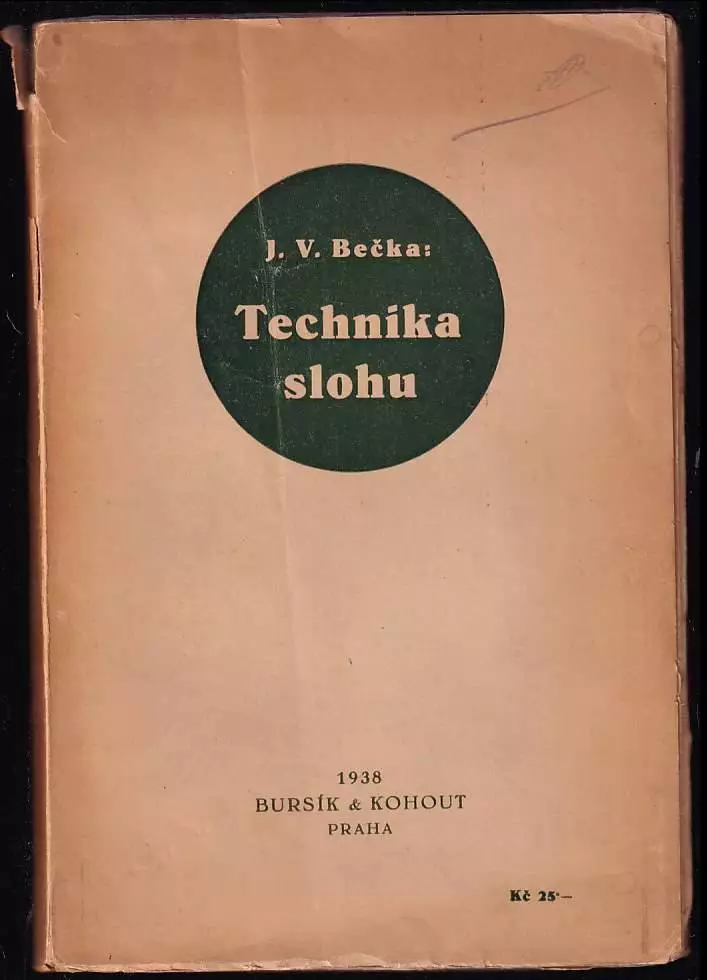 J. V. Bečka:
Technika
slohu
1938
BURSÍK & KOHOUT
PRAHA
Kč 25·—